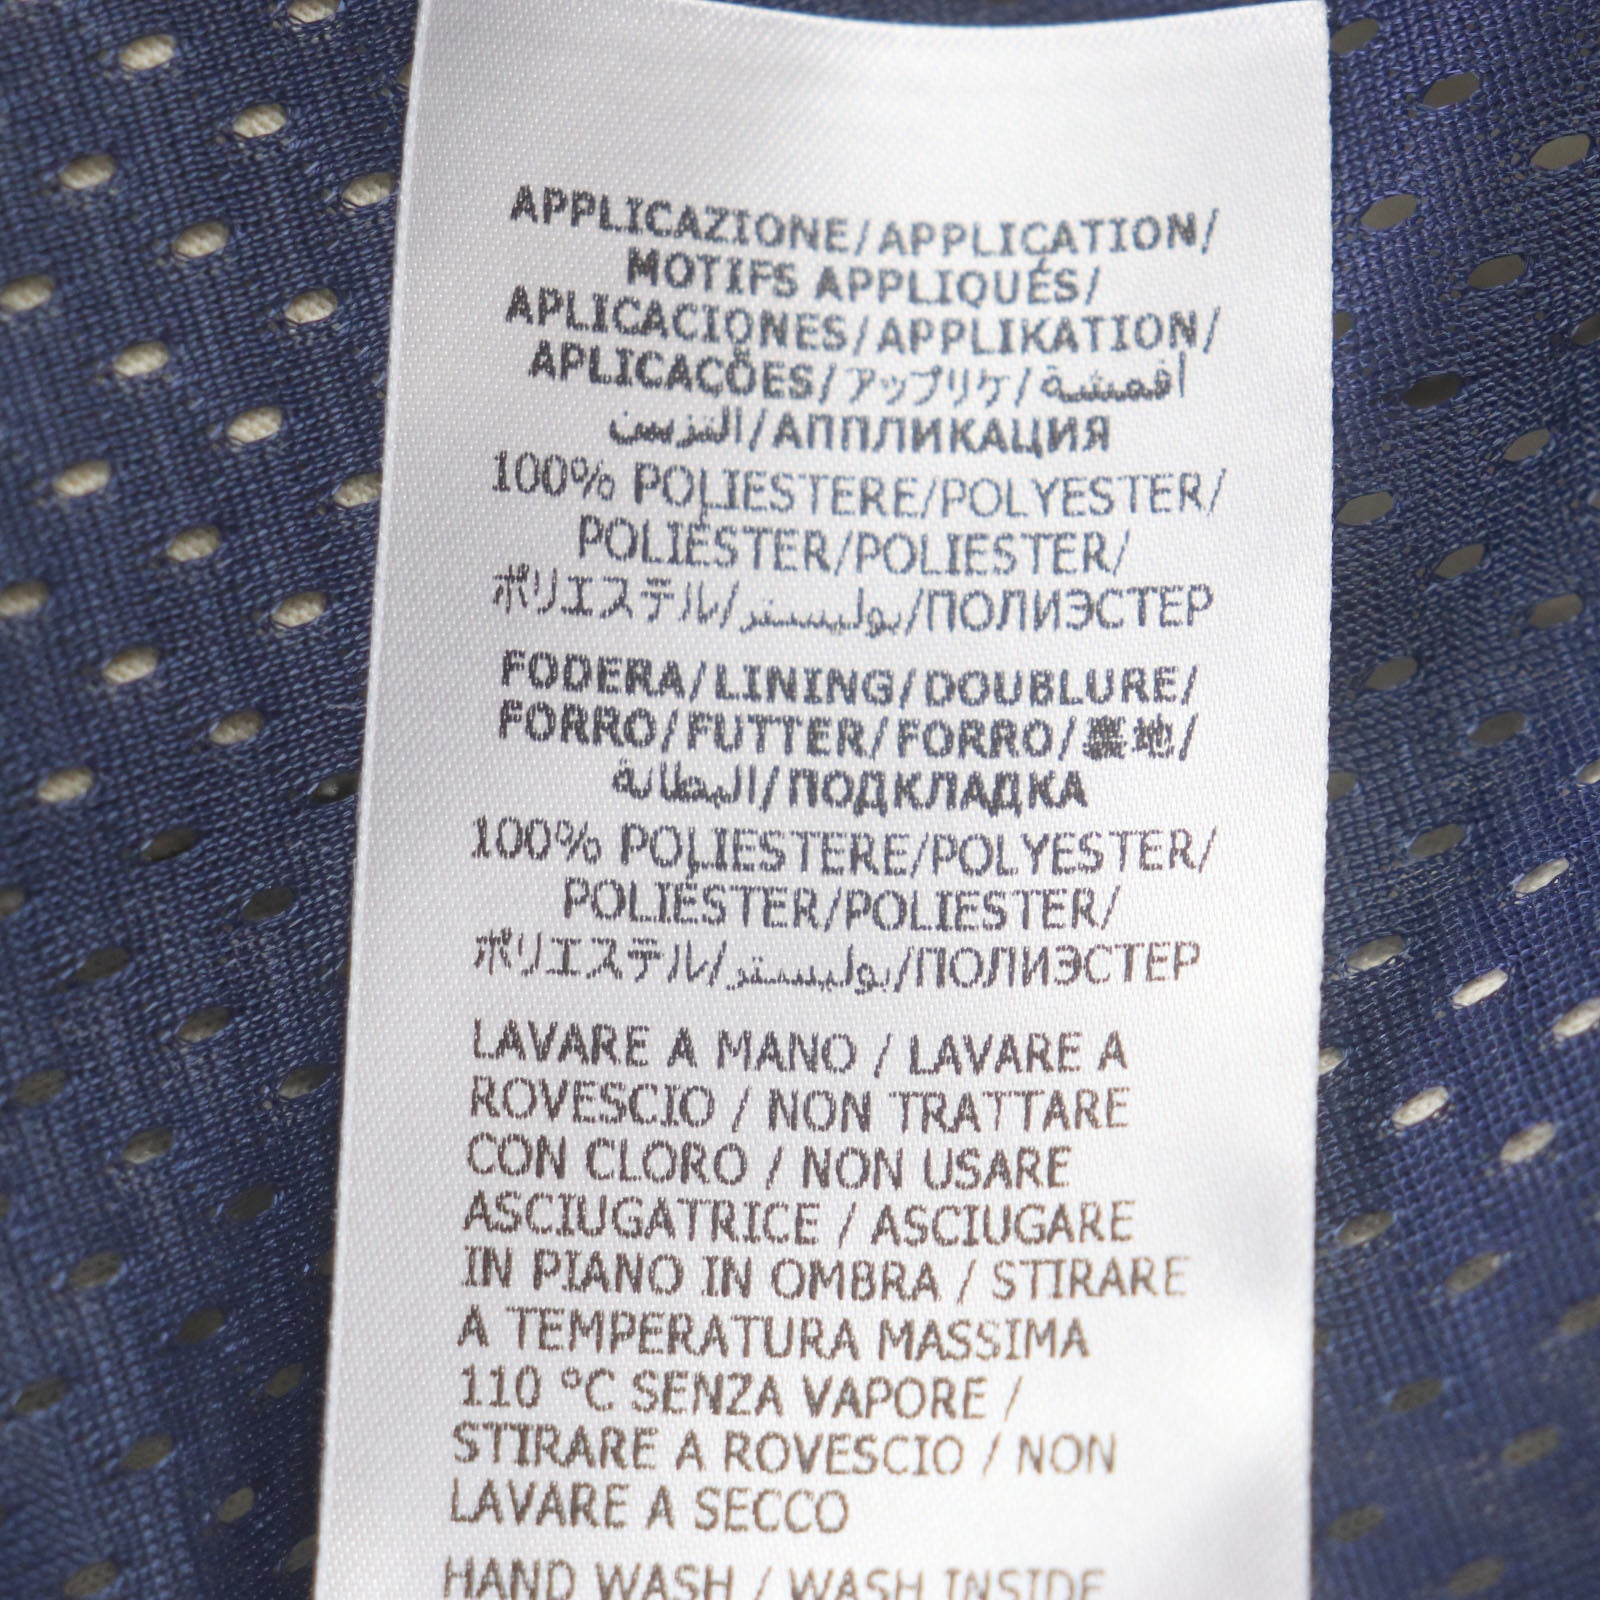 APPLICAZIONE/APPLICATION/
MOTIFS APPLIQUÉS/
APLICACIONES/APPLIKATION/
APLICAÇÕES/アップリケ/أقمشة
التزيين/АППЛИКАЦИЯ
100% POLIESTERE/POLYESTER/
POLIÉSTER/POLIESTER/
ポリエステル/بوليستر/ПОЛИЭСТЕР
FODERA/LINING/DOUBLURE/
FORRO/FUTTER/FORRO/裏地/
البطانة/ПОДКЛАДКА
100% POLIESTERE/POLYESTER/
POLIÉSTER/POLIESTER/
ポリエステル/بوليستر/ПОЛИЭСТЕР
LAVARE A MANO / LAVARE A
ROVESCIO / NON TRATTARE
CON CLORO / NON USARE
ASCIUGATRICE / ASCIUGARE
IN PIANO IN OMBRA / STIRARE
A TEMPERATURA MASSIMA
110 °C SENZA VAPORE /
STIRARE A ROVESCIO / NON
LAVARE A SECCO
HAND WASH / WASH INSIDE